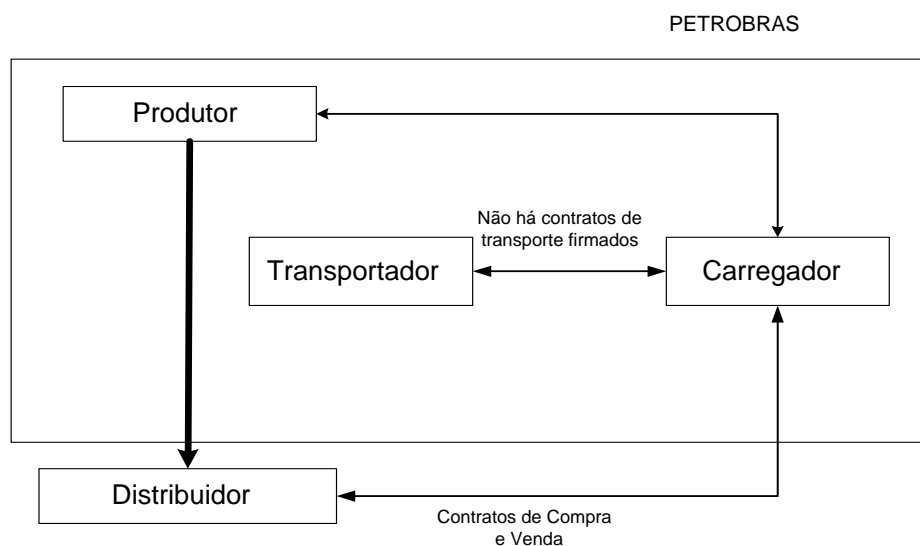 PETROBRAS
Produtor
Não há contratos de
transporte firmados
Transportador
Carregador
Distribuidor
Contratos de Compra
e Venda